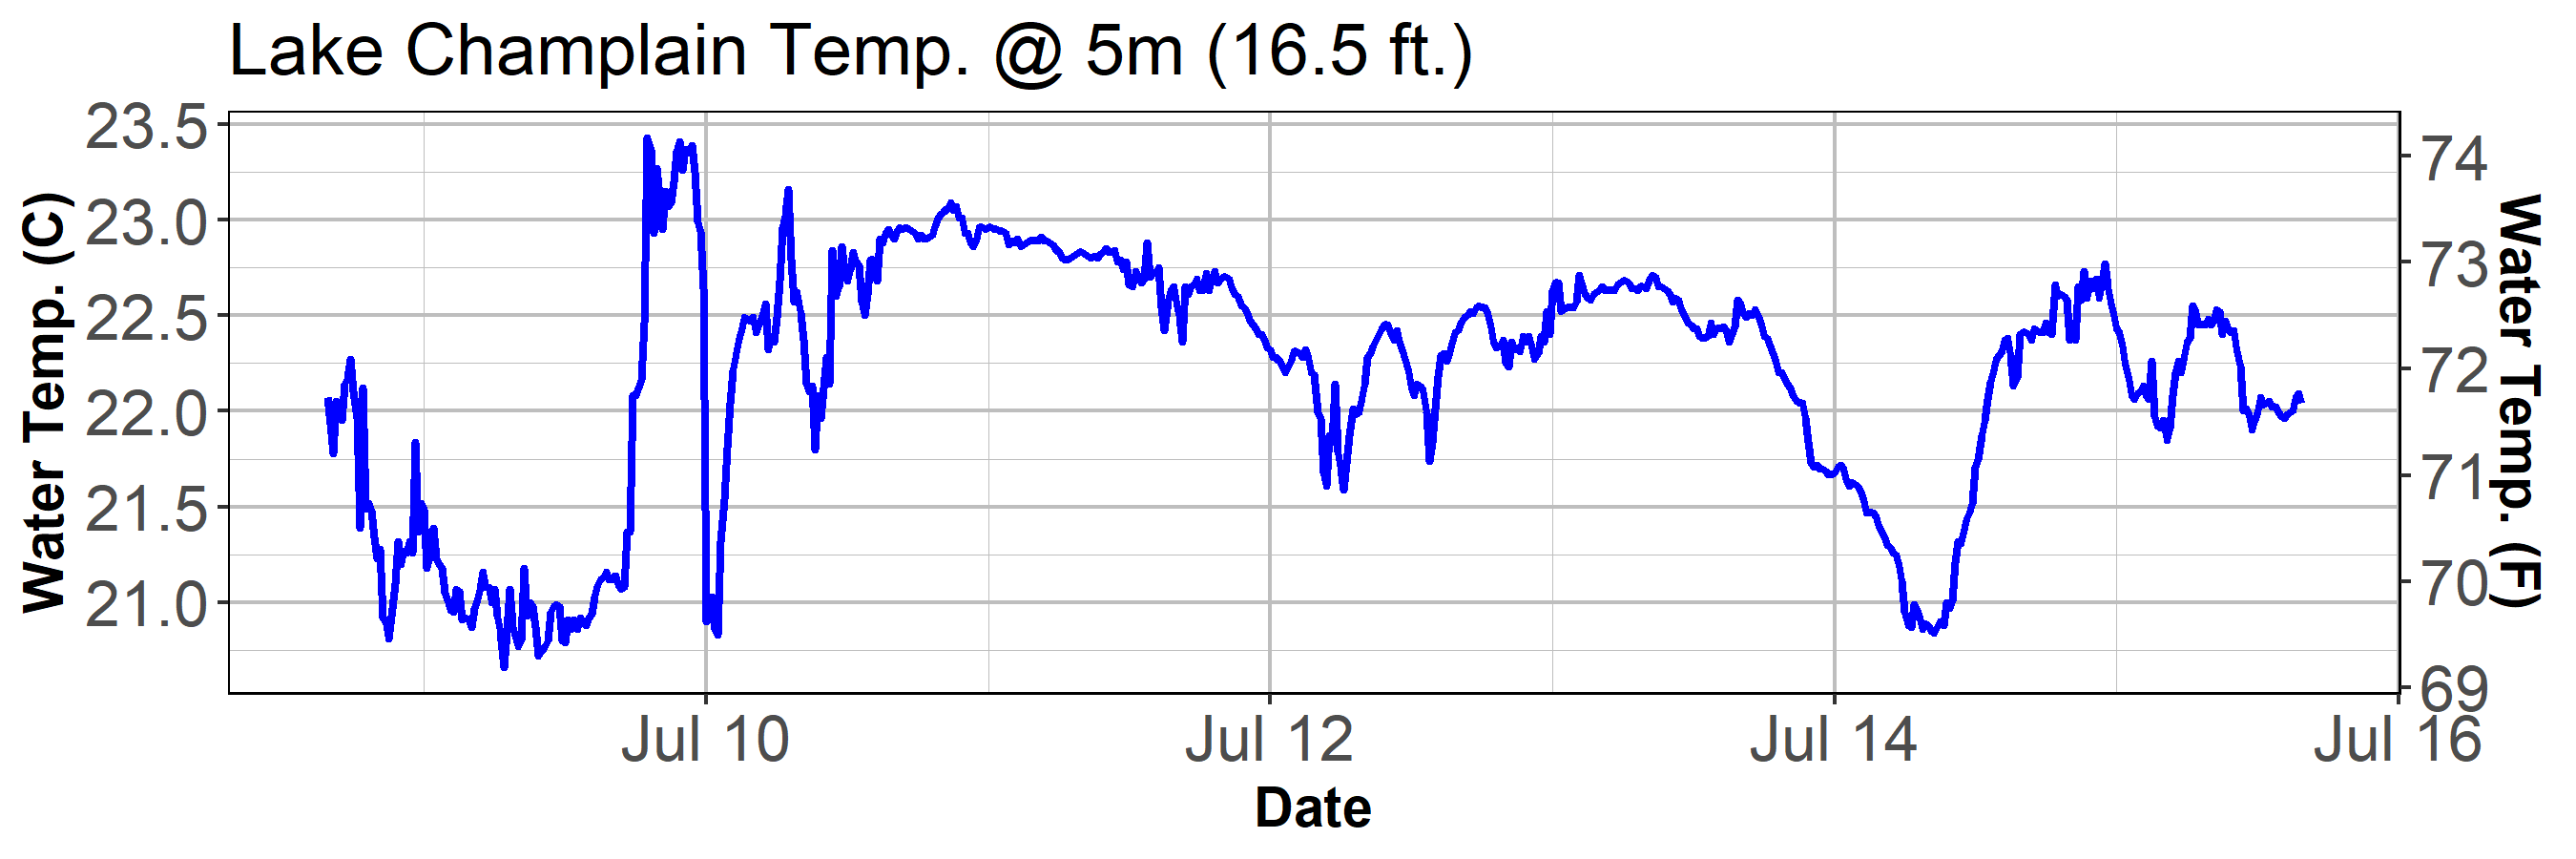 Lake Champlain Temp. @ 5m (16.5 ft.)
Water Temp. (C)
23.5
23.0
22.5
22.0
21.5
21.0
74
73
72
71
70
69
Water Temp. (F)
Jul 10 Jul 12 Jul 14 Jul 16
Date